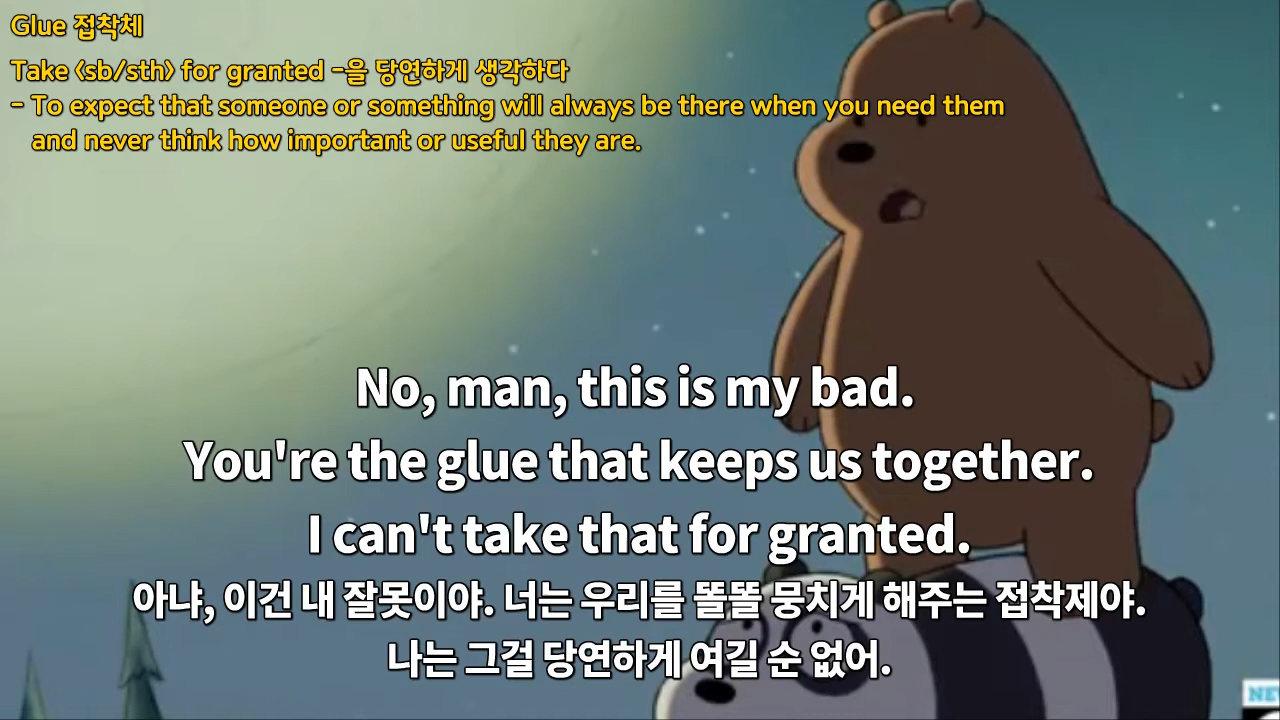 Glue 접착체
Take <sb/sth> for granted -을 당연하게 생각하다
- To expect that someone or something will always be there when you need them
and never think how important or useful they are.
No, man, this is my bad.
You're the glue that keeps us together.
I can't take that for granted.
아냐, 이건 내 잘못이야. 너는 우리를 똘똘 뭉치게 해주는 접착제야.
나는 그걸 당연하게 여길 순 없어.